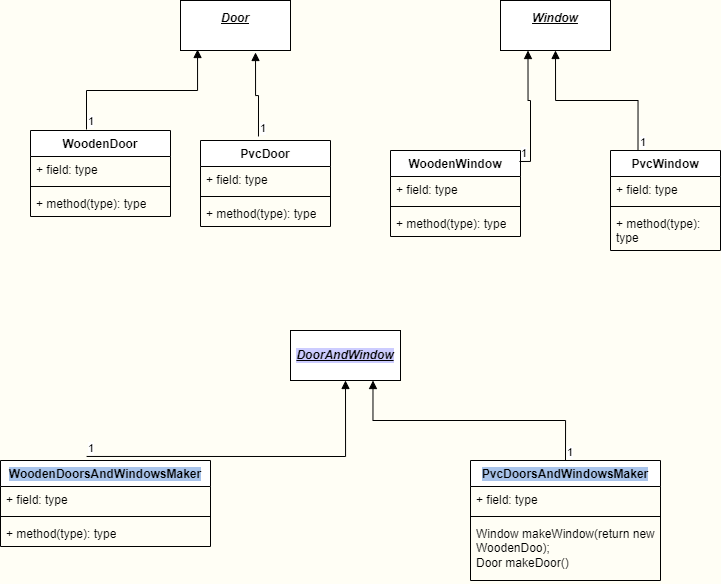 Door
Window
1
WoodenDoor
+ field: type
+ method(type): type
1
PvcDoor
+ field: type
+ method(type): type
1
WoodenWindow
+ field: type
+ method(type): type
1
PvcWindow
+ field: type
+ method(type):
type
DoorAndWindow
1
WoodenDoorsAndWindowsMaker
+ field: type
+ method(type): type
1
PvcDoorsAndWindowsMaker
+ field: type
Window makeWindow(return new
WoodenDoo);
Door makeDoor()